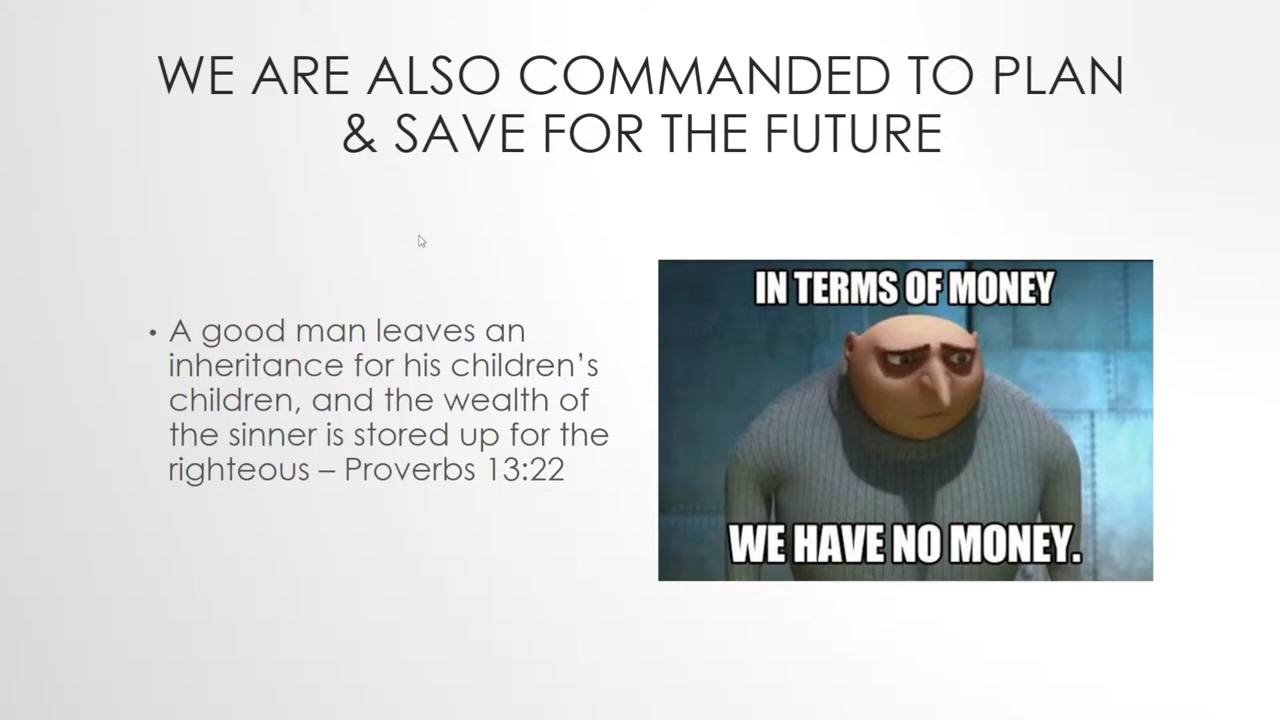 WE ARE ALSO COMMANDED TO PLAN
& SAVE FOR THE FUTURE
• A good man leaves an
inheritance for his children’s
children, and the wealth of
the sinner is stored up for the
righteous – Proverbs 13:22
IN TERMS OF MONEY
WE HAVE NO MONEY.